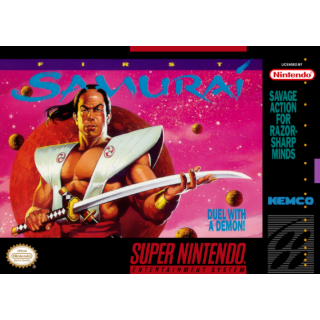 FIRST
SAMURAI
LICENSED BY
Nintendo
SAVAGE
ACTION
FOR
RAZOR-
SHARP
MINDS
DUEL WITH
A DEMON!
KEMCO
Nintendo
SUPER NINTENDO
ENTERTAINMENT SYSTEM